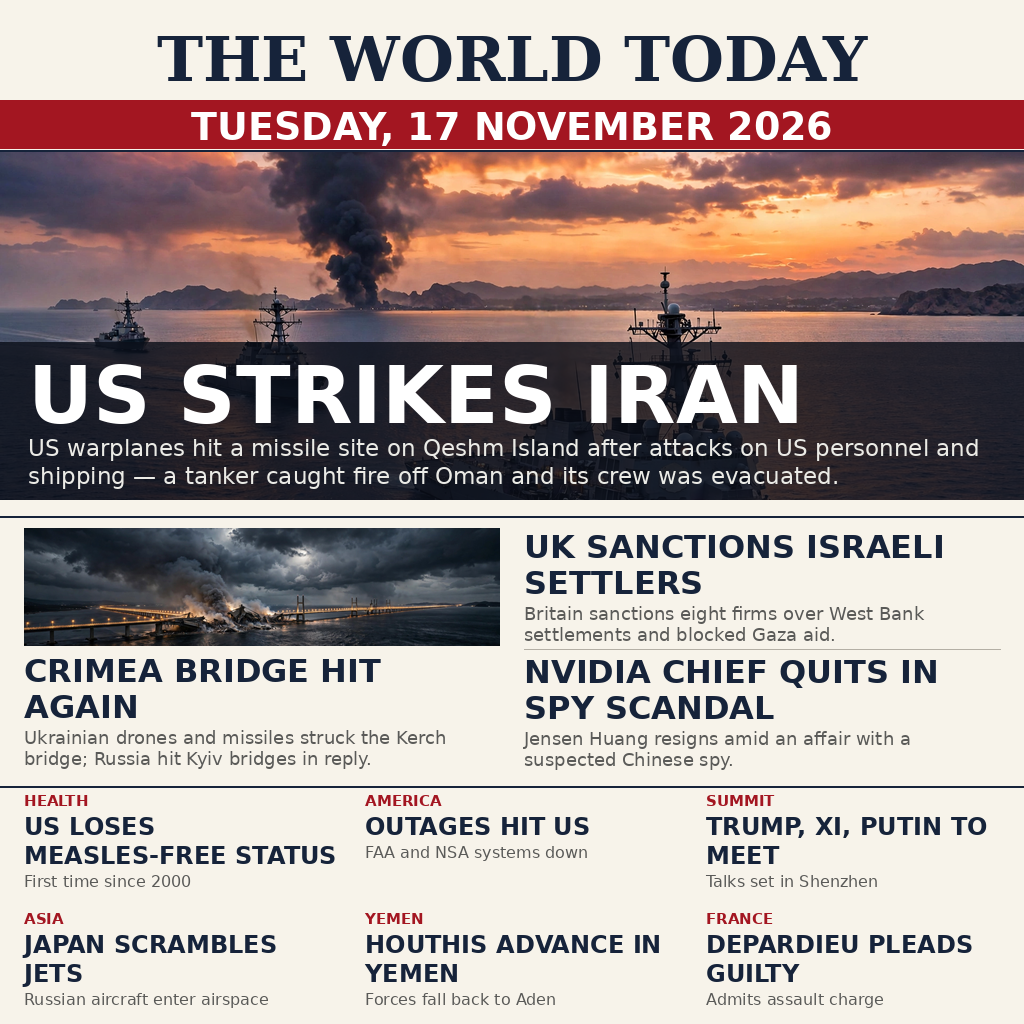 THE WORLD TODAY
TUESDAY, 17 NOVEMBER 2026
US STRIKES IRAN
US warplanes hit a missile site on Qeshm Island after attacks on US personnel and
shipping — a tanker caught fire off Oman and its crew was evacuated.
CRIMEA BRIDGE HIT
AGAIN
Ukrainian drones and missiles struck the Kerch
bridge; Russia hit Kyiv bridges in reply.
UK SANCTIONS ISRAELI
SETTLERS
Britain sanctions eight firms over West Bank
settlements and blocked Gaza aid.
NVIDIA CHIEF QUITS IN
SPY SCANDAL
Jensen Huang resigns amid an affair with a
suspected Chinese spy.
HEALTH
US LOSES
MEASLES-FREE STATUS
First time since 2000
AMERICA
OUTAGES HIT US
FAA and NSA systems down
SUMMIT
TRUMP, XI, PUTIN TO
MEET
Talks set in Shenzhen
ASIA
JAPAN SCRAMBLES
JETS
Russian aircraft enter airspace
YEMEN
HOUTHIS ADVANCE IN
YEMEN
Forces fall back to Aden
FRANCE
DEPARDIEU PLEADS
GUILTY
Admits assault charge